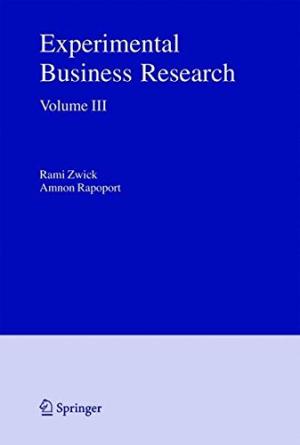 Experimental
Business Research
Volume III
Rami Zwick
Amnon Rapoport
Springer